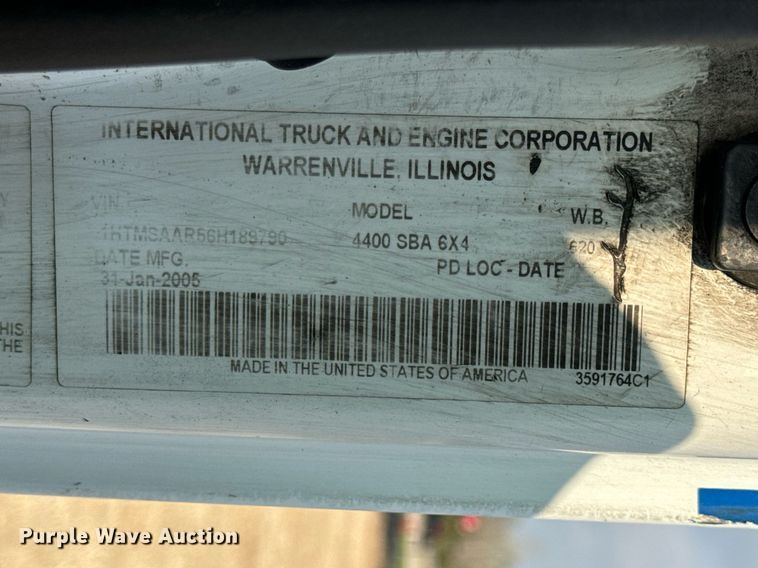 INTERNATIONAL TRUCK AND ENGINE CORPORATION
WARRENVILLE, ILLINOIS
VIN MODEL W.B.
1HTMSAAR56H189790 4400 SBA 6X4 620
DATE MFG. PD LOC - DATE
31-Jan-2005
MADE IN THE UNITED STATES OF AMERICA 3591764C1
HIS
THE
Purple Wave Auction